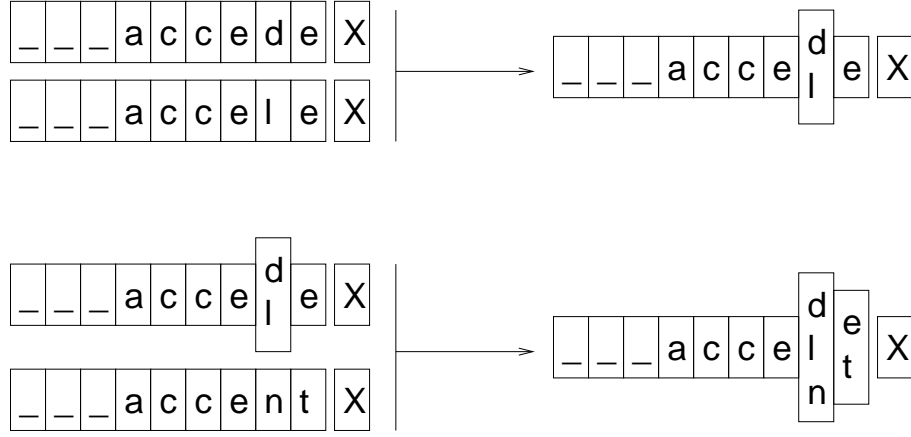 _ _ _ a c c e d e X
_ _ _ a c c e l e X
_ _ _ a c c e d l e X
_ _ _ a c c e d l e X
_ _ _ a c c e n t X
_ _ _ a c c e d l n e t X